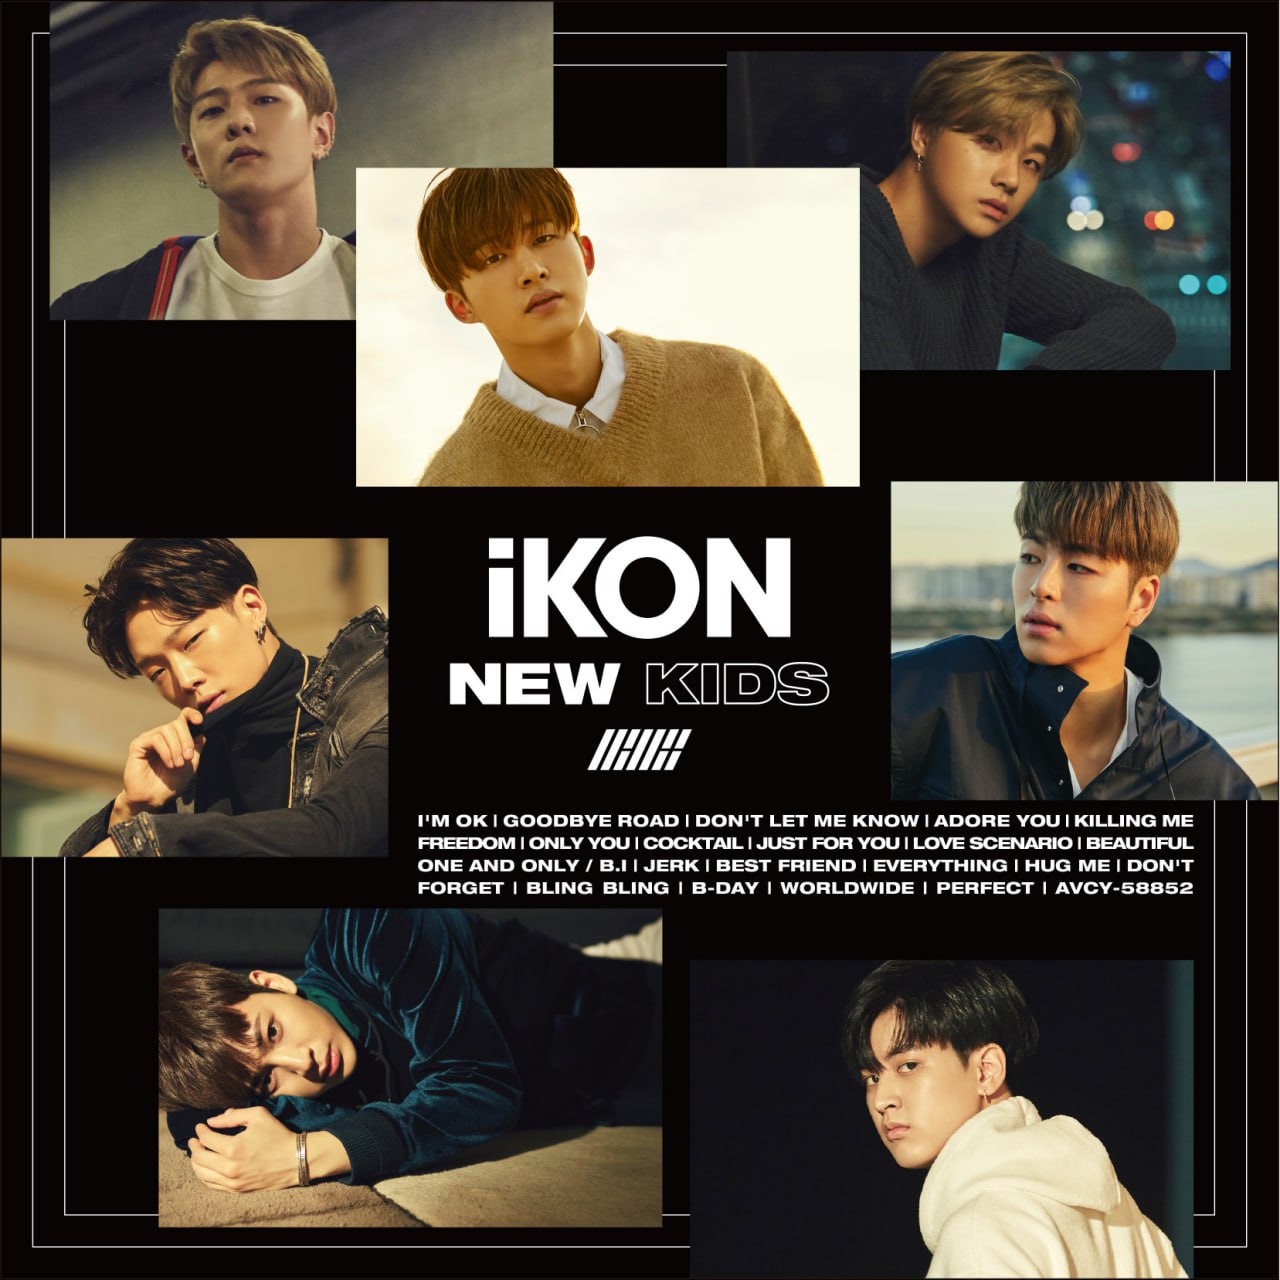 iKON
NEW KIDS
I'M OK | GOODBYE ROAD | DON'T LET ME KNOW | ADORE YOU | KILLING ME
FREEDOM | ONLY YOU | COCKTAIL | JUST FOR YOU | LOVE SCENARIO | BEAUTIFUL
ONE AND ONLY / B.I | JERK | BEST FRIEND | EVERYTHING | HUG ME | DON'T
FORGET | BLING BLING | B-DAY | WORLDWIDE | PERFECT | AVCY-58852